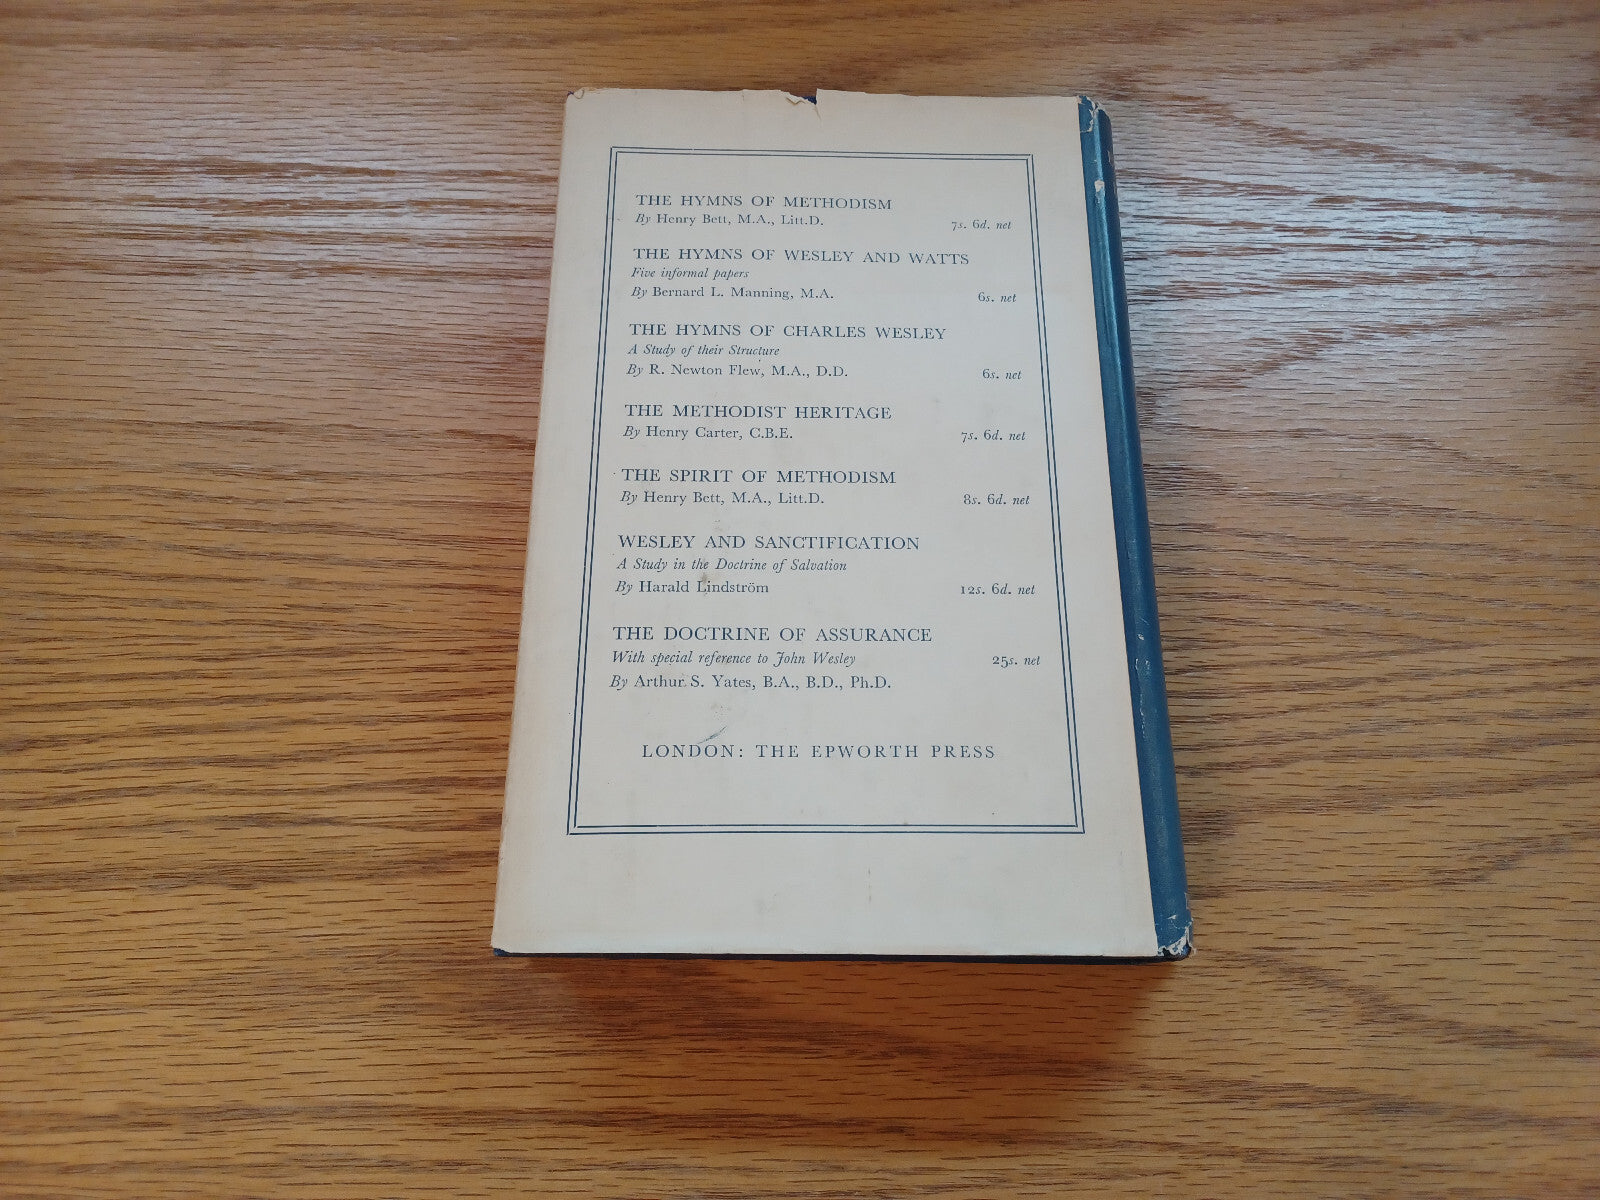 THE HYMNS OF METHODISM
By Henry Bett, M.A., Litt.D. 7s. 6d. net
THE HYMNS OF WESLEY AND WATTS
Five informal papers
By Bernard L. Manning, M.A. 6s. net
THE HYMNS OF CHARLES WESLEY
A Study of their Structure
By R. Newton Flew, M.A., D.D. 6s. net
THE METHODIST HERITAGE
By Henry Carter, C.B.E. 7s. 6d. net
THE SPIRIT OF METHODISM
By Henry Bett, M.A., Litt.D. 8s. 6d. net
WESLEY AND SANCTIFICATION
A Study in the Doctrine of Salvation
By Harald Lindström 12s. 6d. net
THE DOCTRINE OF ASSURANCE
With special reference to John Wesley 25s. net
By Arthur S. Yates, B.A., B.D., Ph.D.
LONDON: THE EPWORTH PRESS